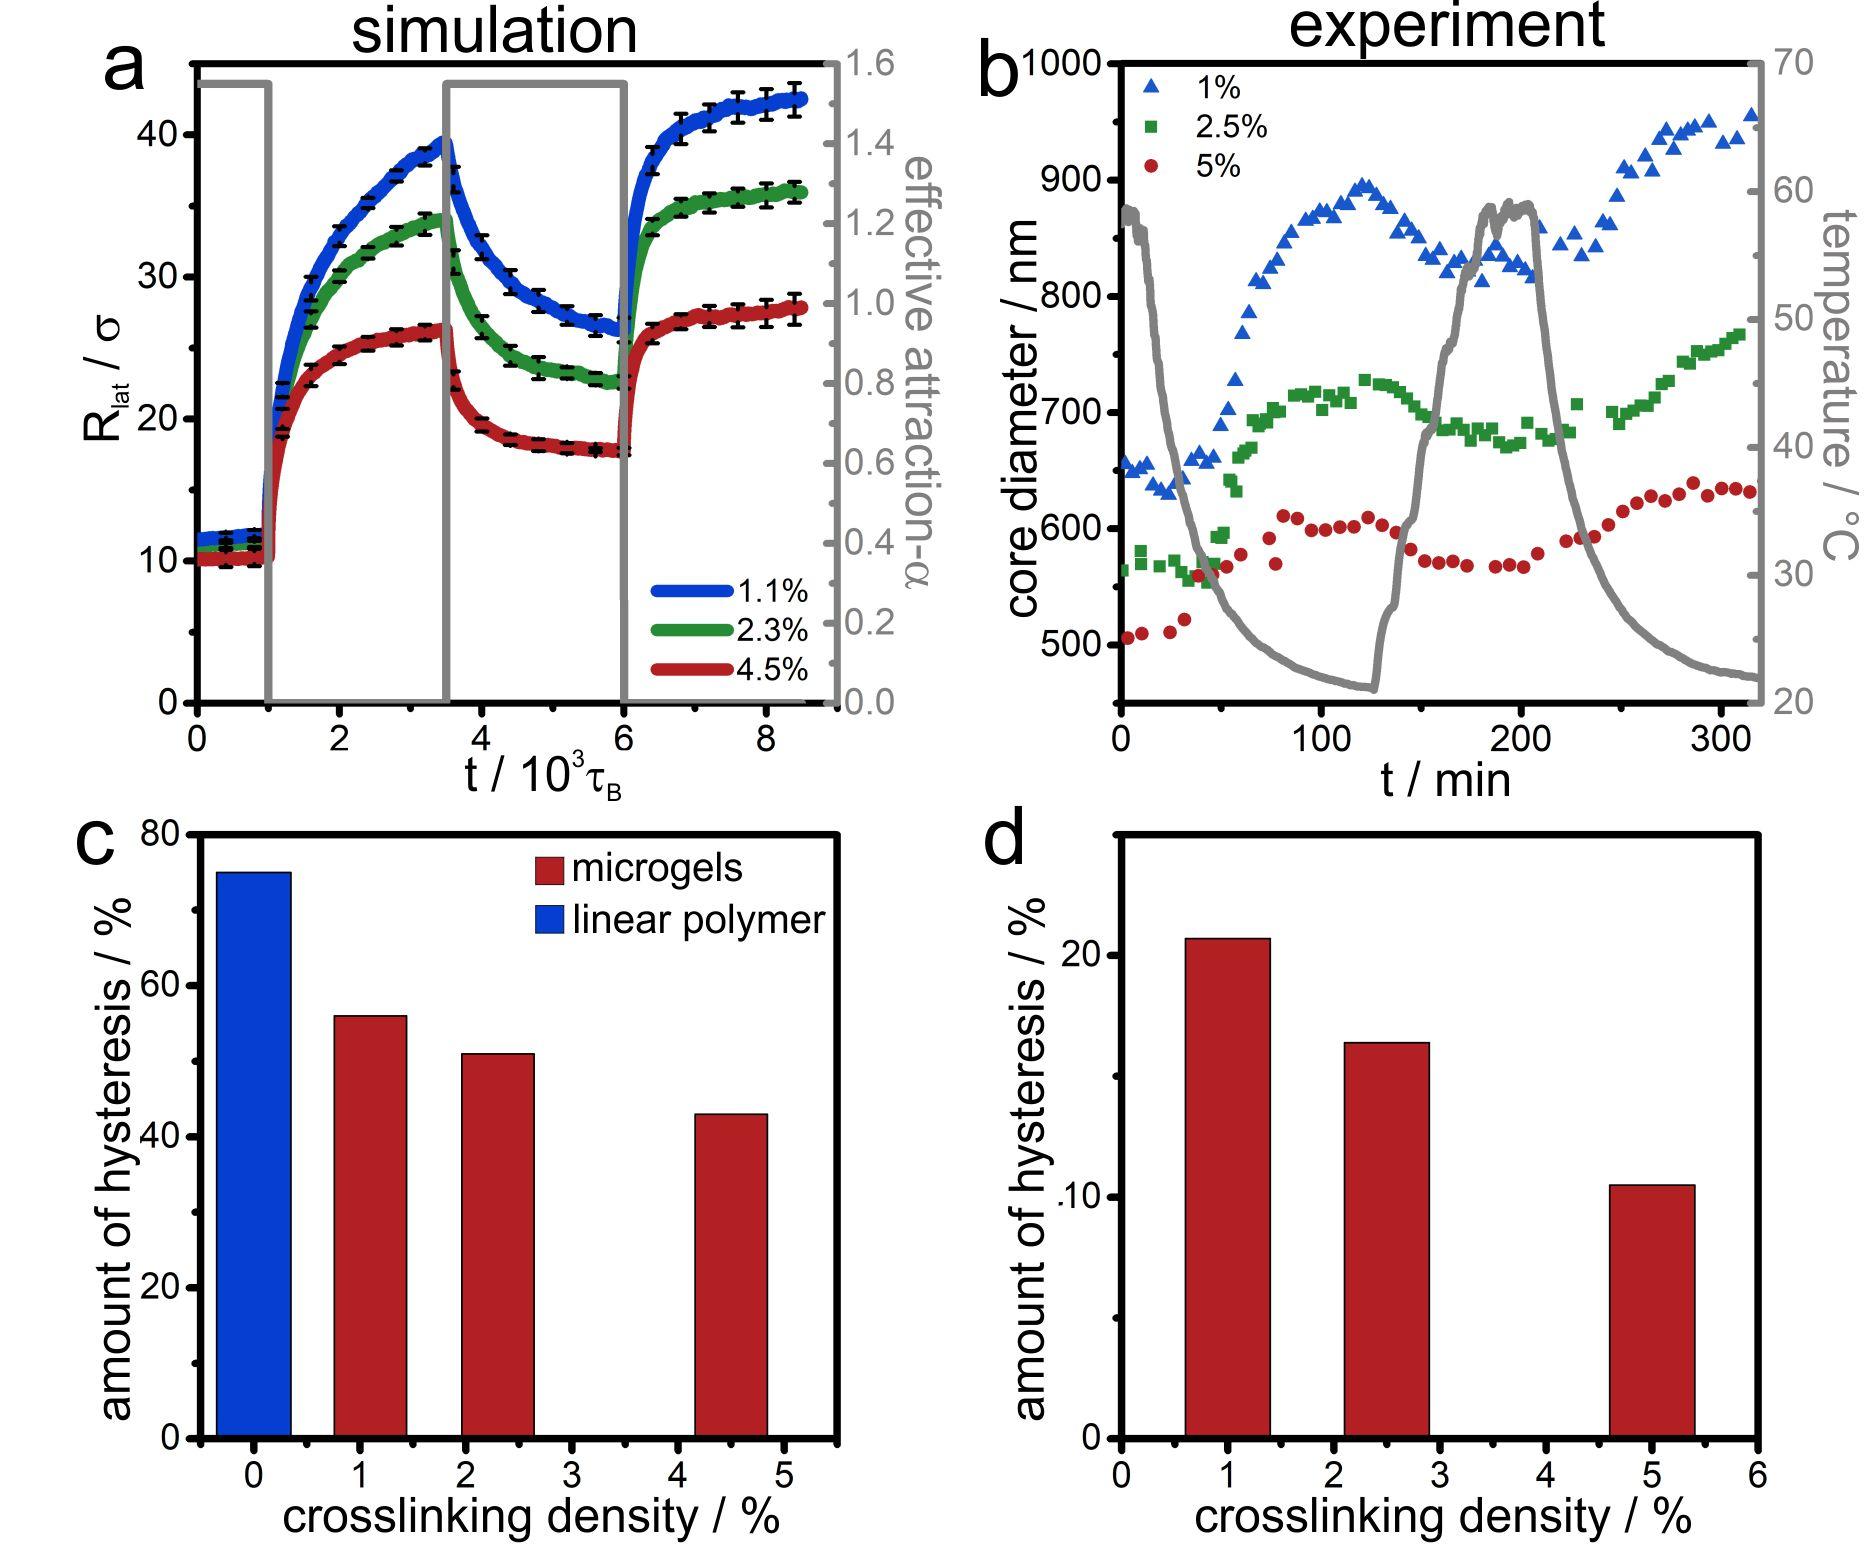 simulation
experiment
a
b
40
30
20
10
0
R_lat / σ
1.6
1.4
1.2
1.0
0.8
0.6
0.4
0.2
0.0
effective attraction-α
1.1%
2.3%
4.5%
0 2 4 6 8
t / 10³τ_B
1000
900
800
700
600
500
core diameter / nm
1%
2.5%
5%
70
60
50
40
30
20
temperature / °C
0 100 200 300
t / min
c
d
80
60
40
20
0
amount of hysteresis / %
microgels
linear polymer
0 1 2 3 4 5
crosslinking density / %
20
10
0
amount of hysteresis / %
0 1 2 3 4 5 6
crosslinking density / %